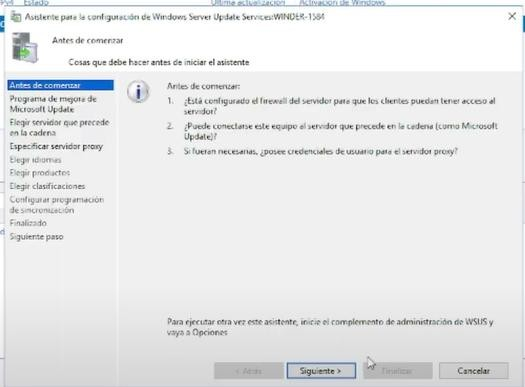 IPv4 Estado Última actualización Activación de Windows
Asistente para la configuración de Windows Server Update Services:WINDER-1584
Antes de comenzar
Cosas que debe hacer antes de iniciar el asistente
Antes de comenzar
Programa de mejora de
Microsoft Update
Elegir servidor que precede
en la cadena
Especificar servidor proxy
Elegir idiomas
Elegir productos
Elegir clasificaciones
Configurar programación
de sincronización
Finalizado
Siguiente paso
Antes de comenzar:
1. ¿Está configurado el firewall del servidor para que los clientes puedan tener acceso al
servidor?
2. ¿Puede conectarse este equipo al servidor que precede en la cadena (como Microsoft
Update)?
3. Si fueran necesarias, ¿posee credenciales de usuario para el servidor proxy?
Para ejecutar otra vez este asistente, inicie el complemento de administración de WSUS y
vaya a Opciones
< Atrás
Siguiente >
Finalizar
Cancelar